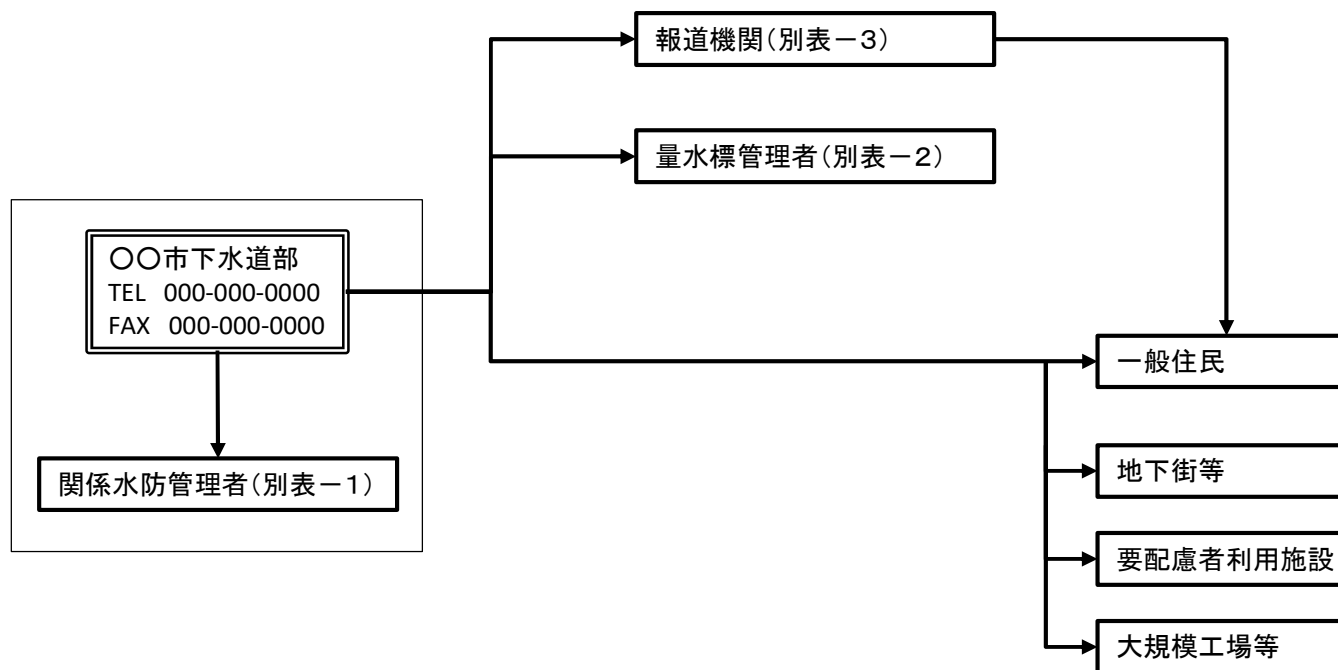 報道機関(別表－3)
量水標管理者(別表－2)
〇〇市下水道部
TEL 000-000-0000
FAX 000-000-0000
関係水防管理者(別表－1)
一般住民
地下街等
要配慮者利用施設
大規模工場等